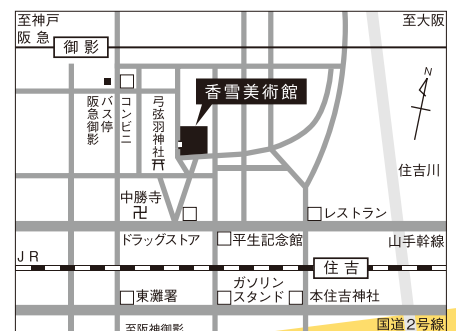 至神戸
至大阪
阪急
御影
香雪美術館
N
バス停
阪急御影
コンビニ
弓弦羽神社
住吉川
中勝寺
レストラン
ドラッグストア
平生記念館
山手幹線
JR
住吉
東灘署
ガソリン
スタンド
本住吉神社
国道2号線
至阪神御影